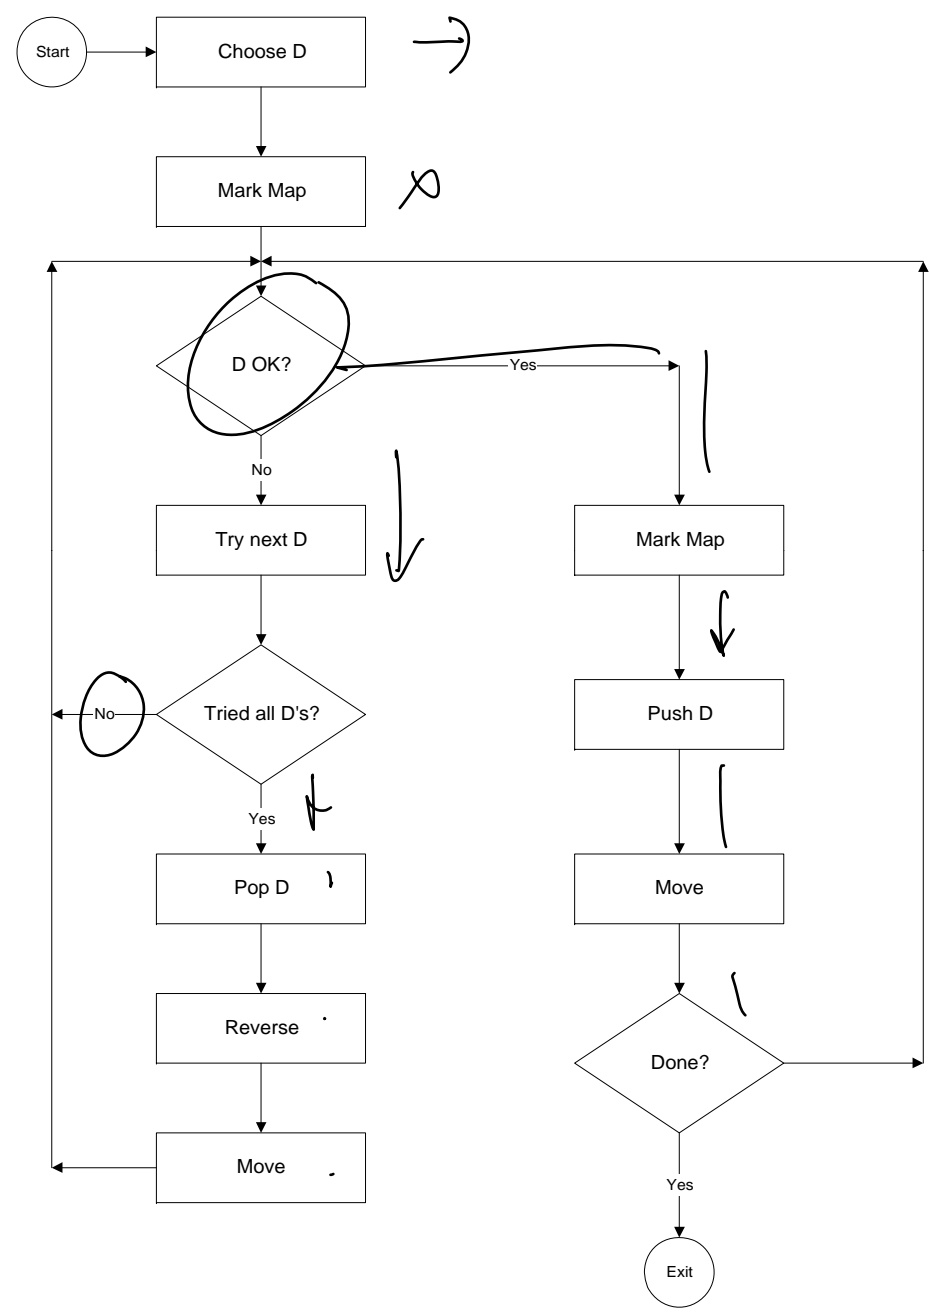 Start
Choose D
Mark Map
D OK?
Yes
No
Try next D
Mark Map
Tried all D's?
No
Push D
Yes
Pop D
Move
Reverse
Done?
Move
Yes
Exit